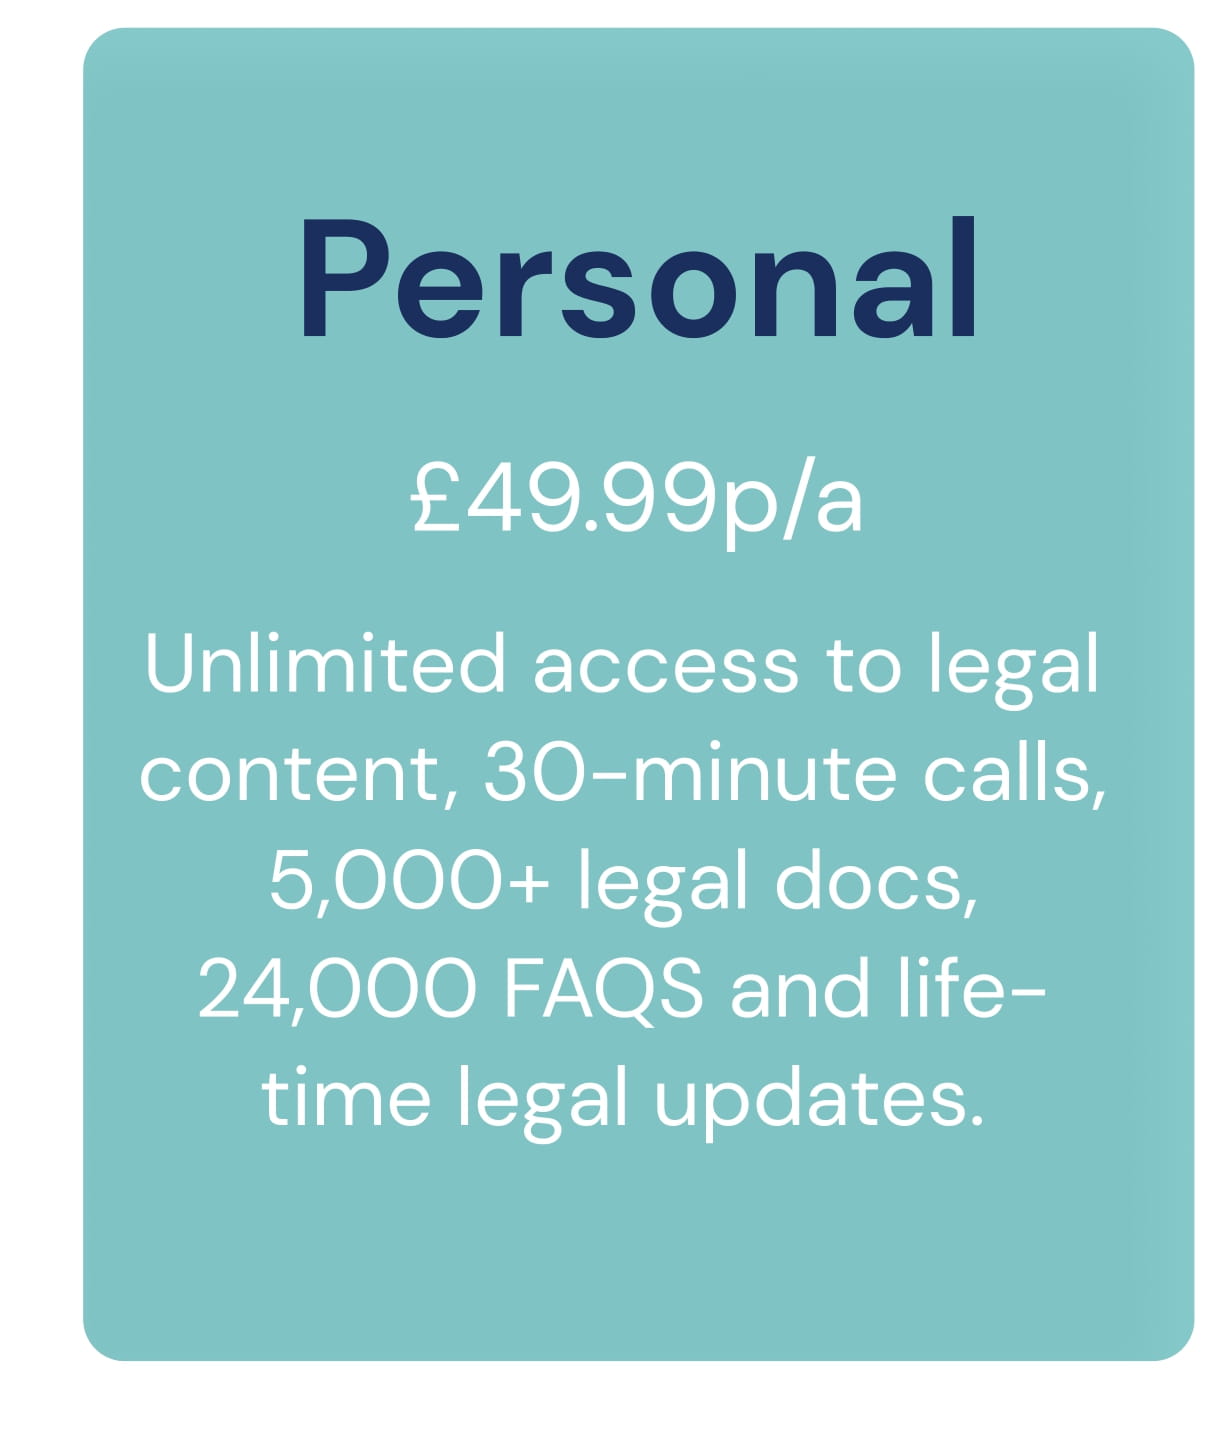 Personal
£49.99p/a
Unlimited access to legal
content, 30-minute calls,
5,000+ legal docs,
24,000 FAQS and life-
time legal updates.